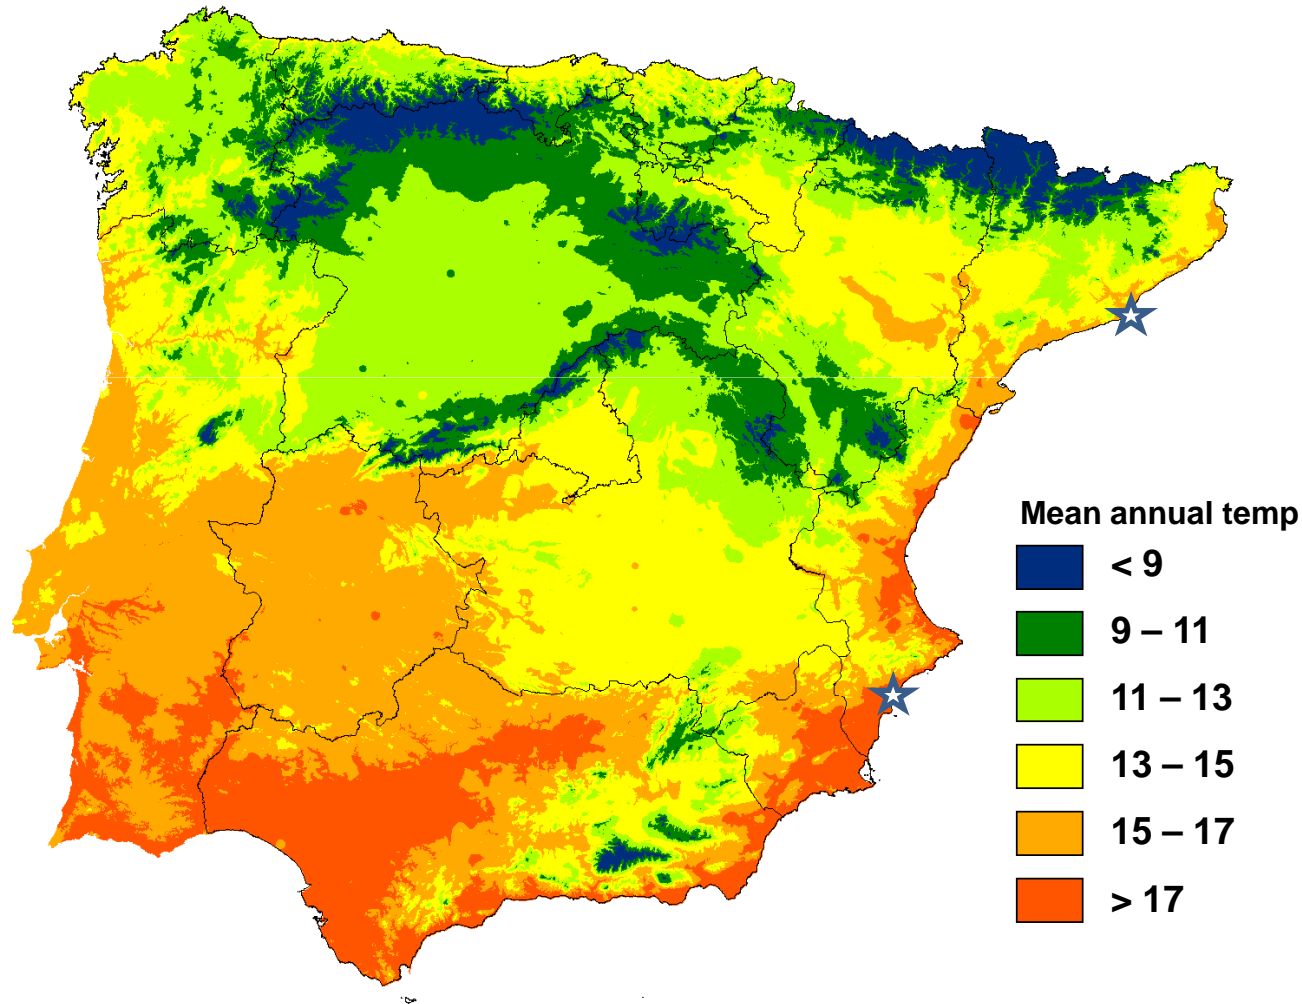 Mean annual temp
< 9
9 – 11
11 – 13
13 – 15
15 – 17
> 17